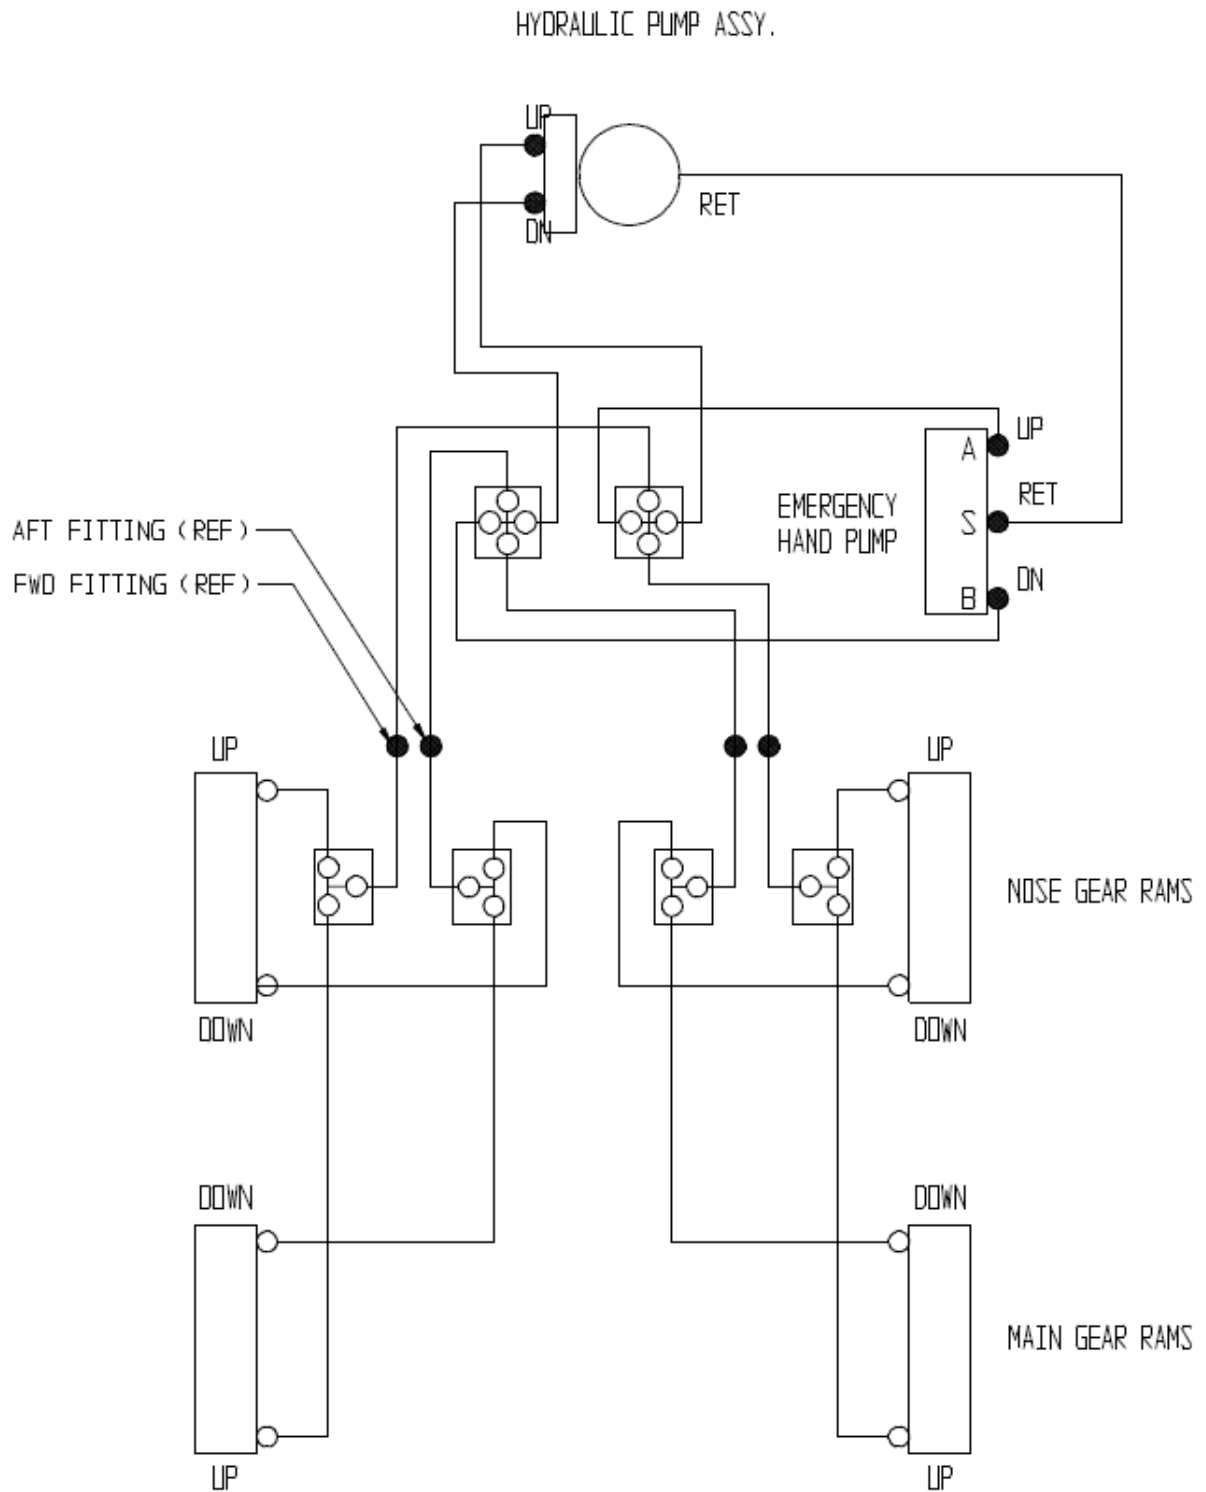 HYDRAULIC PUMP ASSY.
UP
RET
DN
UP
A
EMERGENCY
HAND PUMP
RET
S
AFT FITTING (REF)
FWD FITTING (REF)
DN
B
UP
UP
NOSE GEAR RAMS
DOWN
DOWN
DOWN
DOWN
MAIN GEAR RAMS
UP
UP